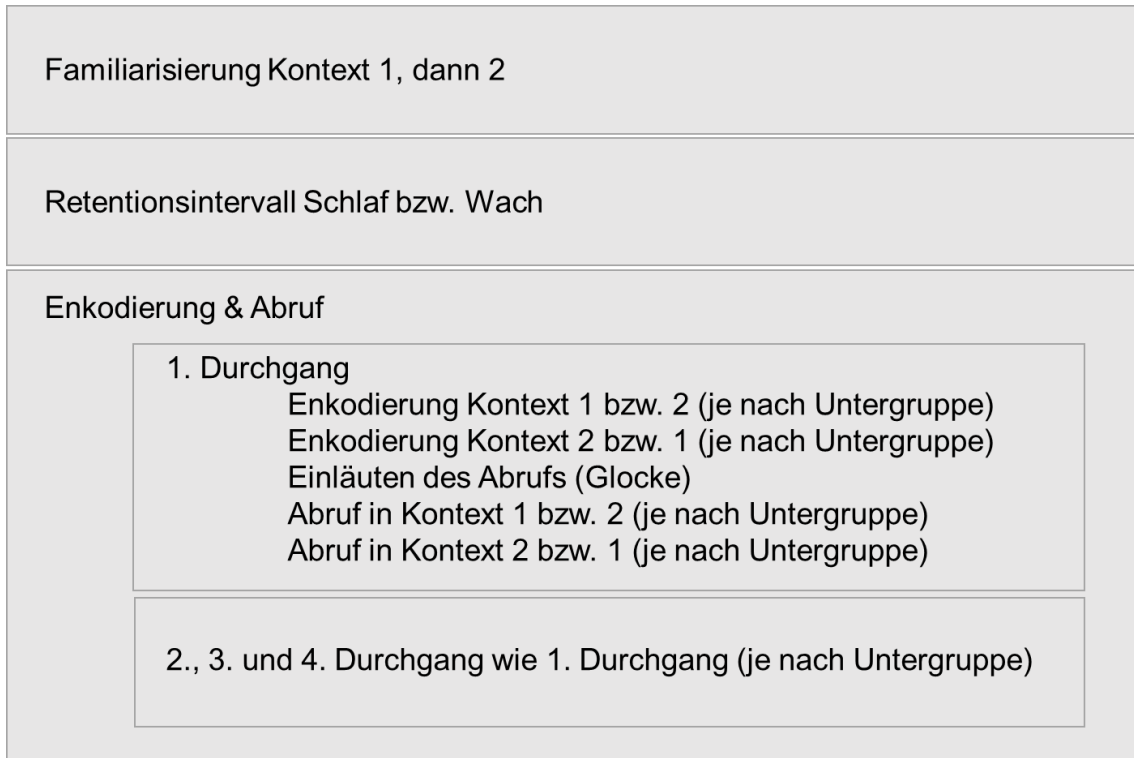 Familiarisierung Kontext 1, dann 2
Retentionsintervall Schlaf bzw. Wach
Enkodierung & Abruf
1. Durchgang
Enkodierung Kontext 1 bzw. 2 (je nach Untergruppe)
Enkodierung Kontext 2 bzw. 1 (je nach Untergruppe)
Einläuten des Abrufs (Glocke)
Abruf in Kontext 1 bzw. 2 (je nach Untergruppe)
Abruf in Kontext 2 bzw. 1 (je nach Untergruppe)
2., 3. und 4. Durchgang wie 1. Durchgang (je nach Untergruppe)